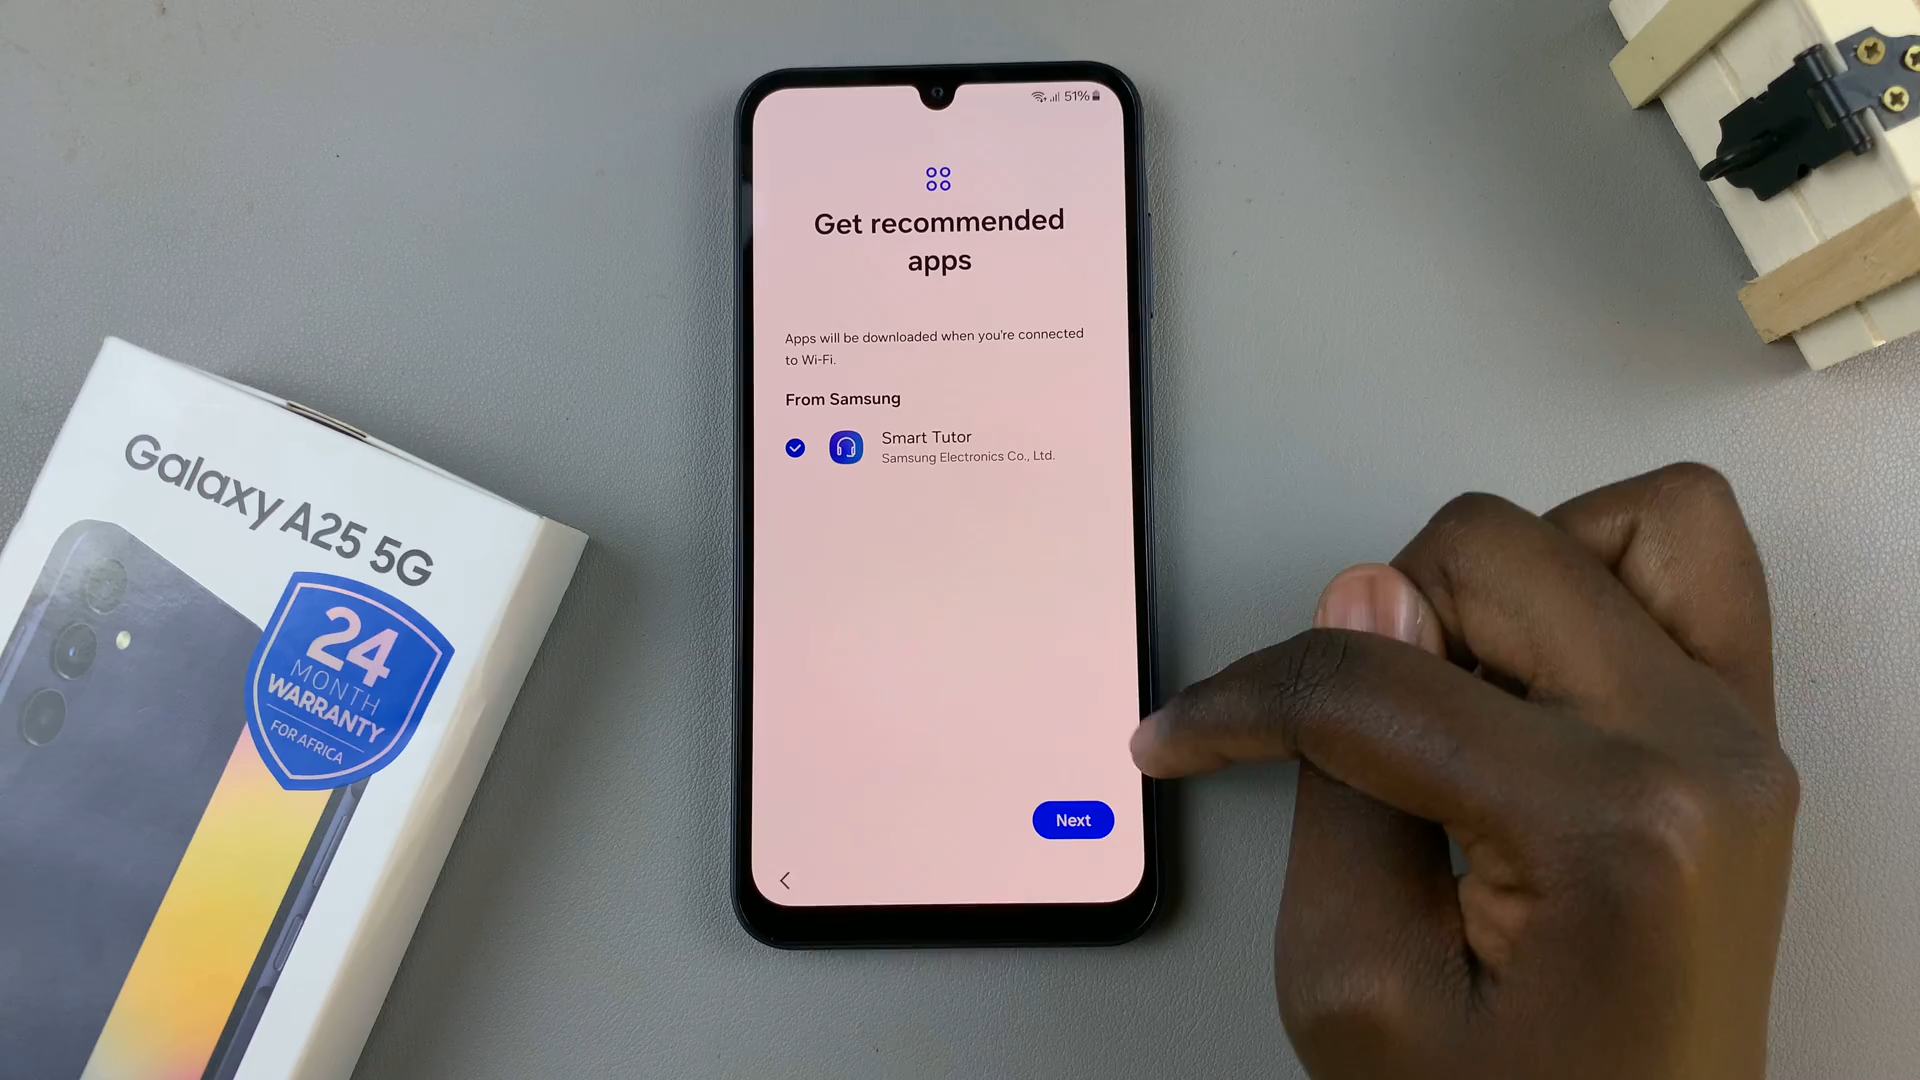 51%
Get recommended
apps
Apps will be downloaded when you're connected
to Wi-Fi.
From Samsung
Smart Tutor
Samsung Electronics Co., Ltd.
Next
Galaxy A25 5G
24
MONTH
WARRANTY
FOR AFRICA